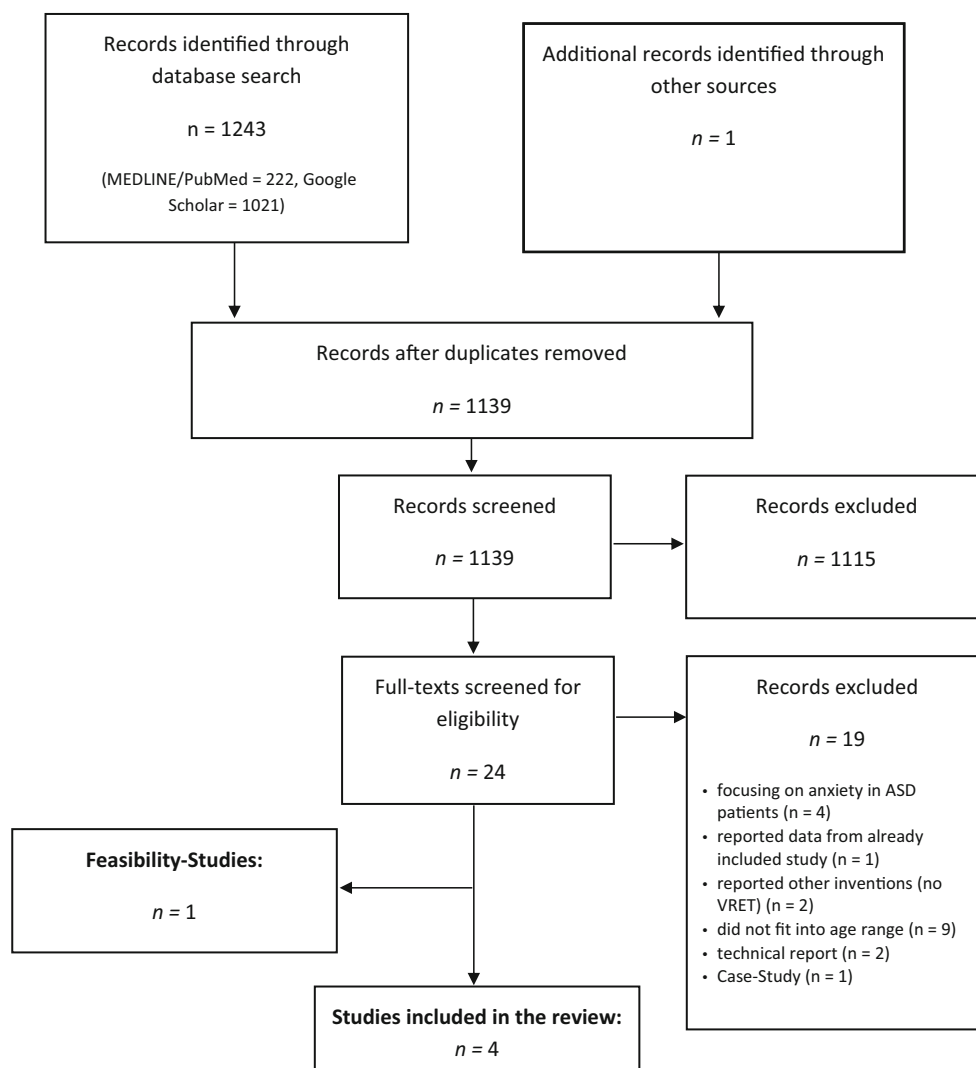 Records identified through
database search
n = 1243
(MEDLINE/PubMed = 222, Google
Scholar = 1021)
Additional records identified through
other sources
n = 1
Records after duplicates removed
n = 1139
Records screened
n = 1139
Records excluded
n = 1115
Full-texts screened for
eligibility
n = 24
Records excluded
n = 19
• focusing on anxiety in ASD
patients (n = 4)
• reported data from already
included study (n = 1)
• reported other inventions (no
VRET) (n = 2)
• did not fit into age range (n = 9)
• technical report (n = 2)
• Case-Study (n = 1)
Feasibility-Studies:
n = 1
Studies included in the review:
n = 4